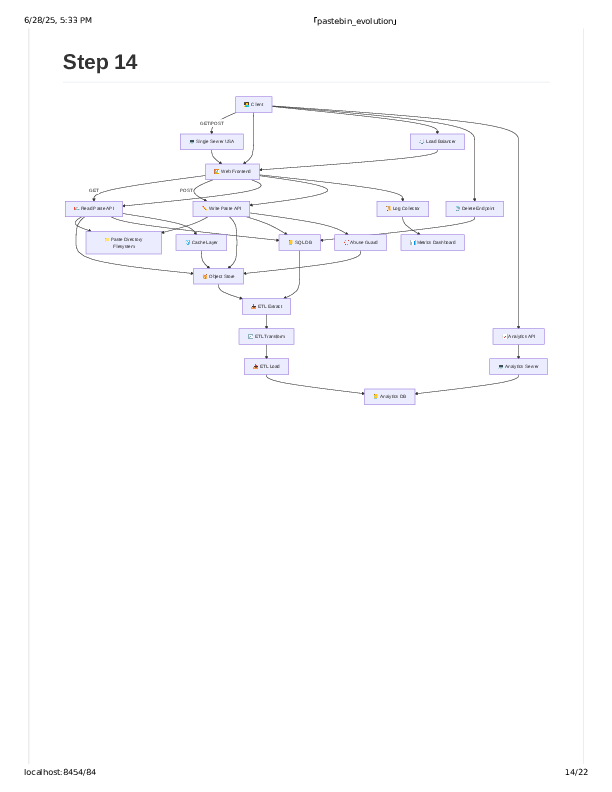 6/28/25, 5:33 PM
「pastebin_evolution」
Step 14
Client
GET/POST
Single Server USA
Load Balancer
Web Frontend
GET
POST
Read Paste API
Write Paste API
Log Collector
Delete Endpoint
Paste Directory
Filesystem
Cache Layer
SQL DB
Abuse Guard
Metrics Dashboard
Object Store
ETL Extract
ETL Transform
Analytics API
ETL Load
Analytics Server
Analytics DB
localhost:8454/84
14/22